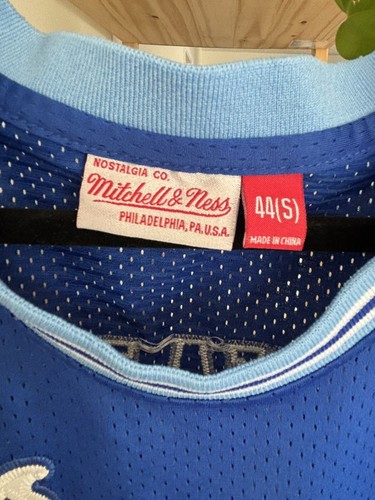 NOSTALGIA CO.
Mitchell & Ness
PHILADELPHIA, PA. U.S.A.
44(S)
MADE IN CHINA